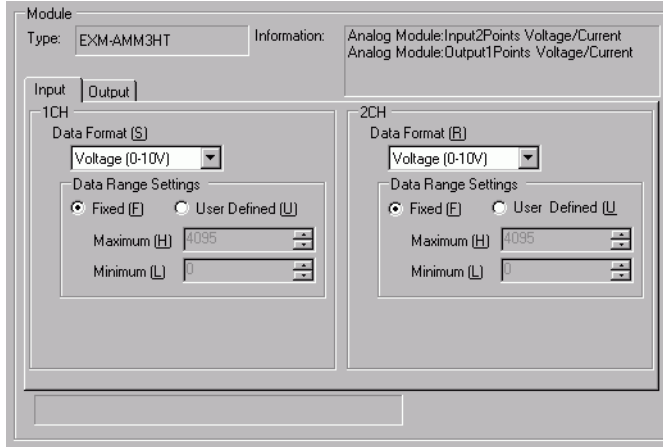 Module
Type: EXM-AMM3HT Information: Analog Module:Input2Points Voltage/Current
Analog Module:Output1Points Voltage/Current
Input Output
1CH 2CH
Data Format (S) Data Format (R)
Voltage (0-10V) Voltage (0-10V)
Data Range Settings Data Range Settings
Fixed (F) User Defined (U) Fixed (F) User Defined (U
Maximum (H) 4095 Maximum (H) 4095
Minimum (L) 0 Minimum (L) 0